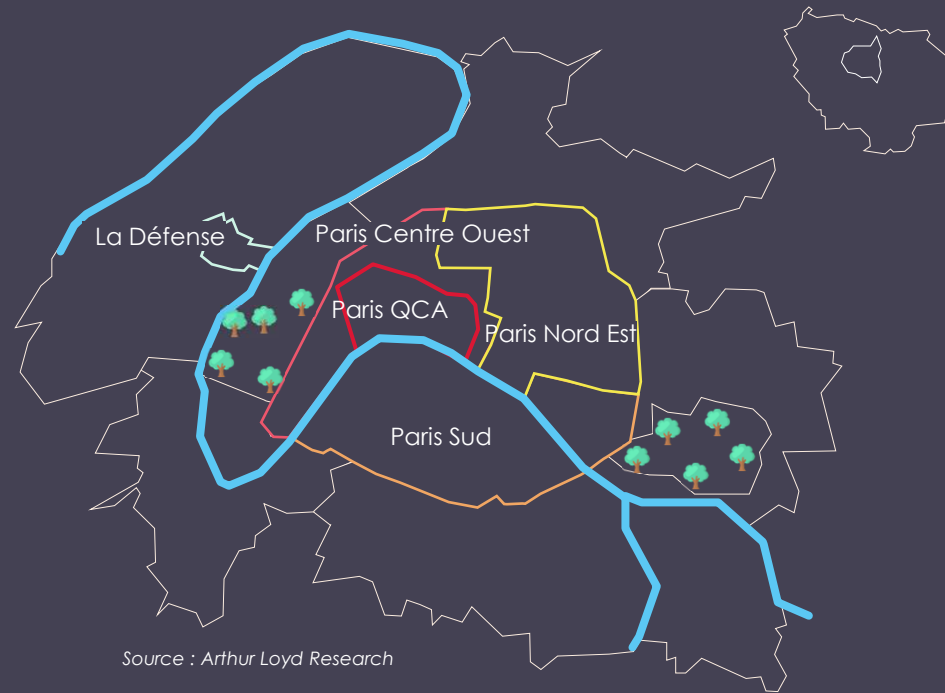 La Défense
Paris Centre Ouest
Paris QCA
Paris Nord Est
Paris Sud
Source : Arthur Loyd Research